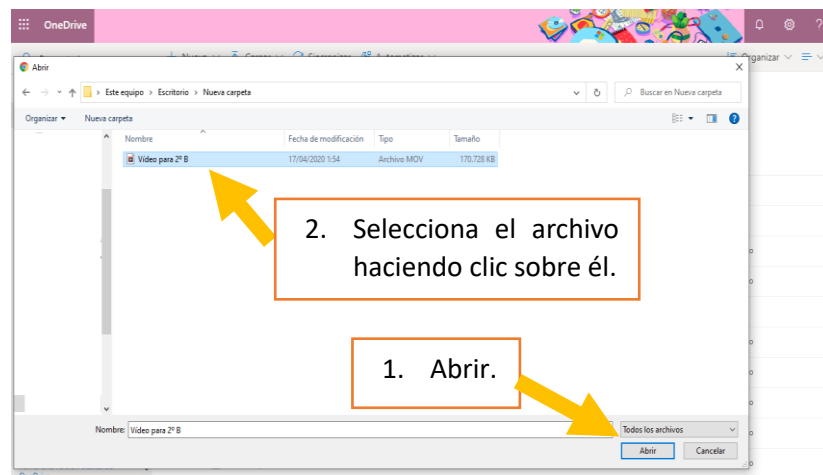 OneDrive
Organizar
Abrir
Este equipo > Escritorio > Nueva carpeta
Buscar en Nueva carpeta
Organizar Nueva carpeta
Nombre Fecha de modificación Tipo Tamaño
Vídeo para 2º B 17/04/2020 1:54 Archivo MOV 170.728 KB
2. Selecciona el archivo
haciendo clic sobre él.
1. Abrir.
Nombre: Vídeo para 2º B Todos los archivos
Abrir Cancelar